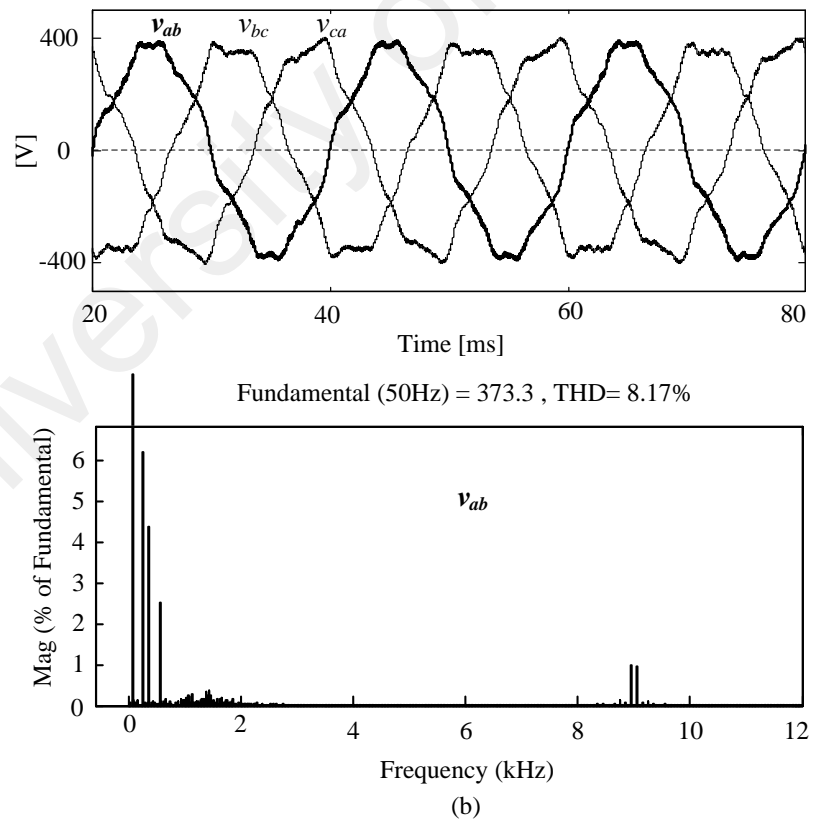 400
v_ab v_bc v_ca
[V]
0
-400
20 40 60 80
Time [ms]
Fundamental (50Hz) = 373.3 , THD= 8.17%
Mag (% of Fundamental)
6
5
4
3
2
1
0
v_ab
0 2 4 6 8 10 12
Frequency (kHz)
(b)
versity of